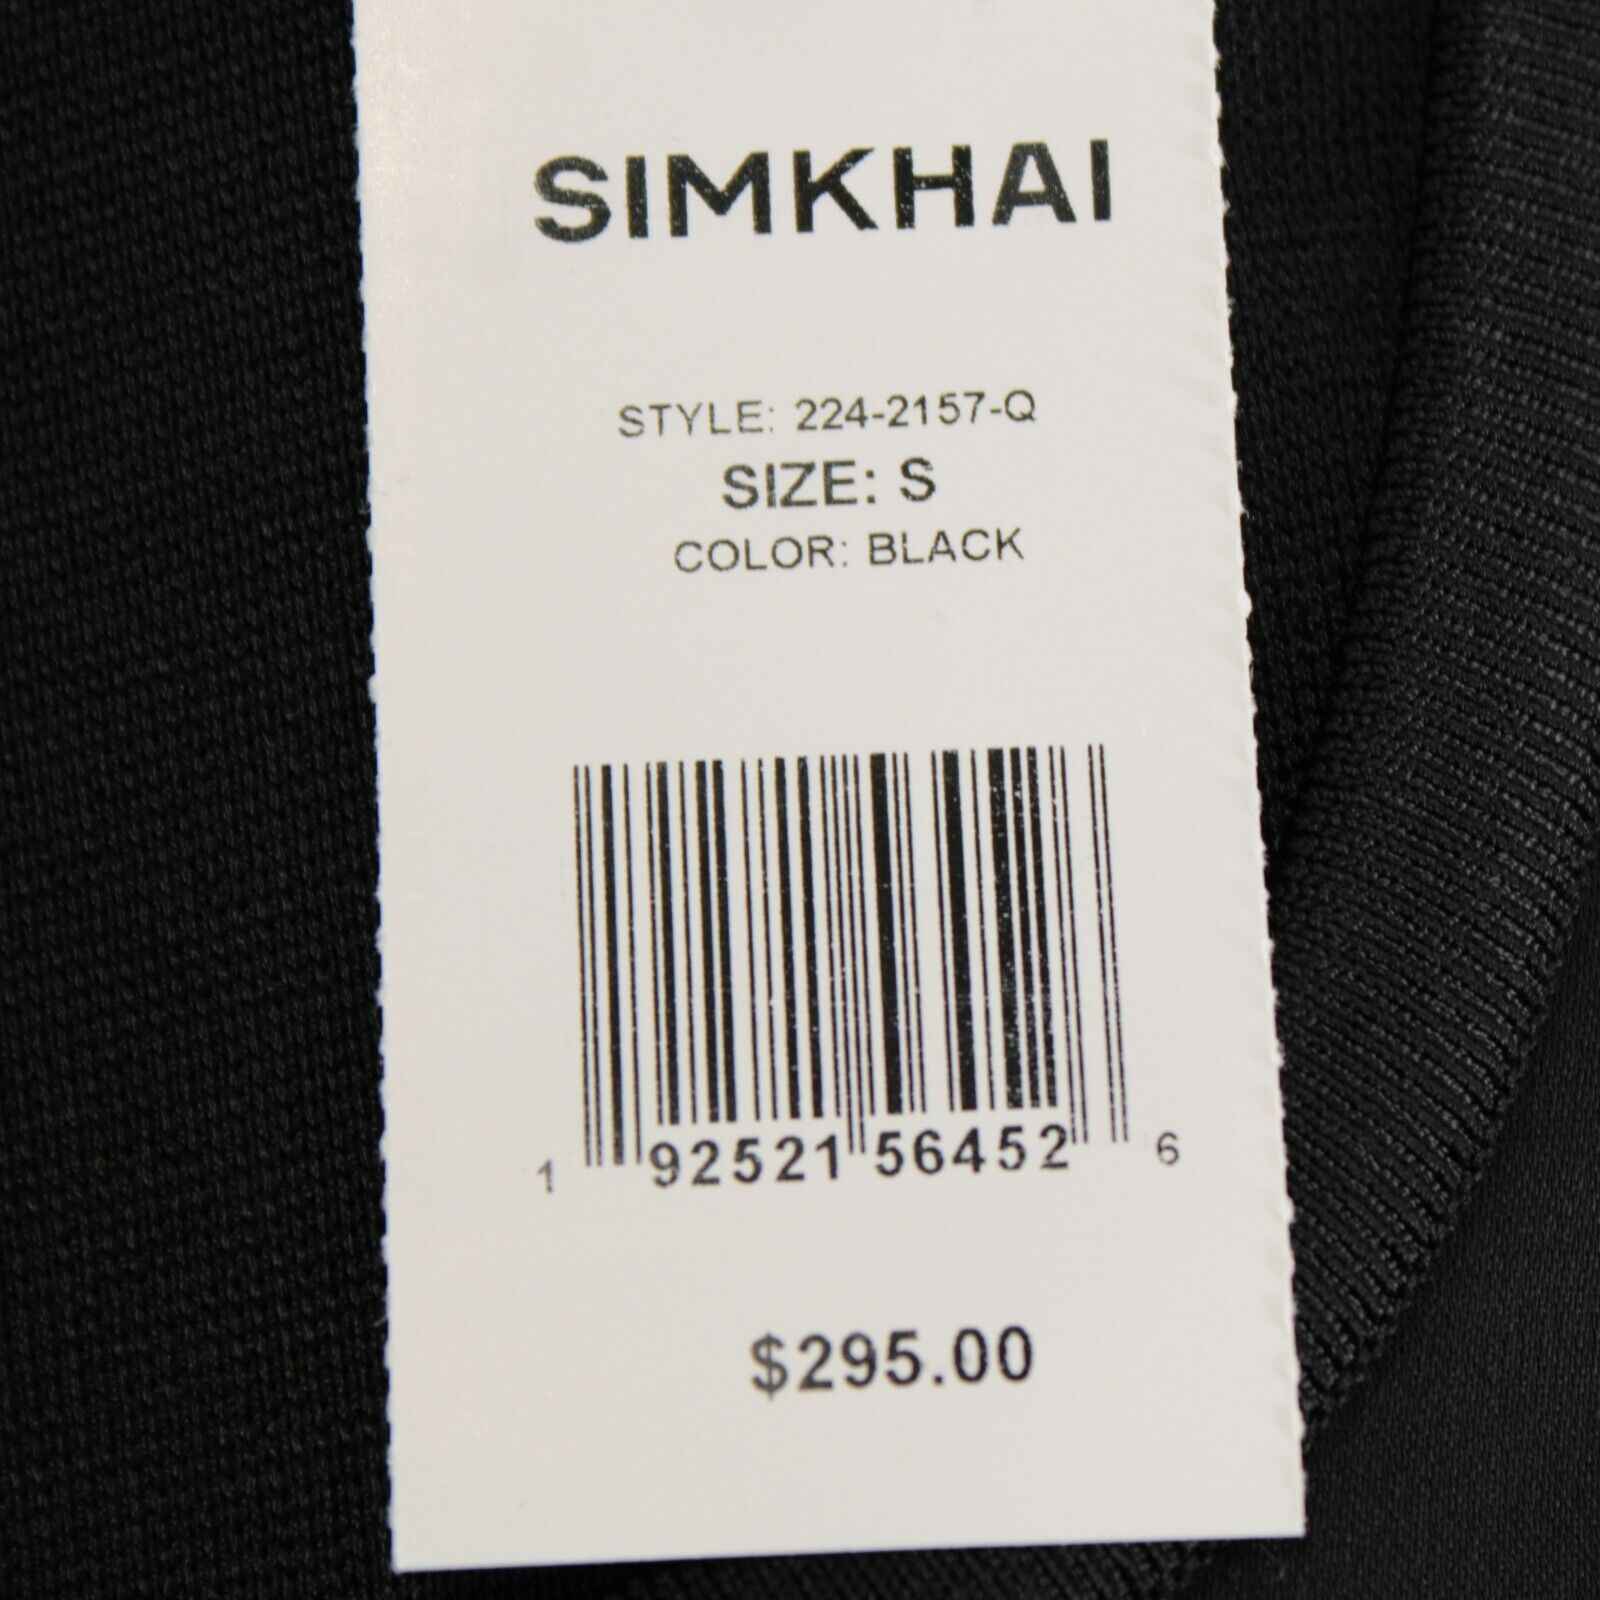 SIMKHAI
STYLE: 224-2157-Q
SIZE: S
COLOR: BLACK
1 92521 56452 6
$295.00